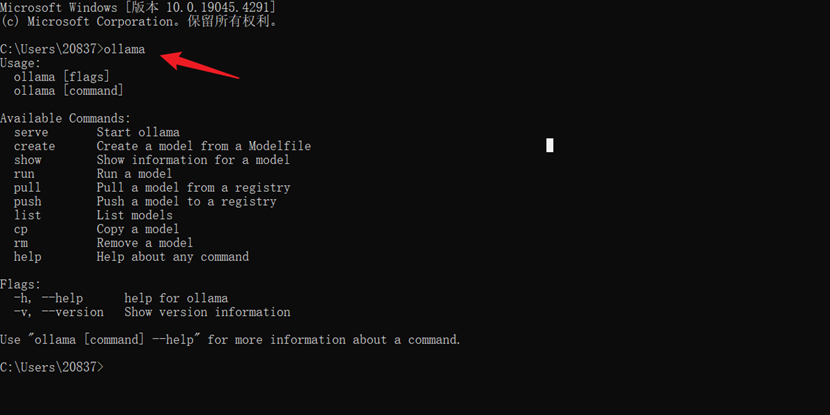 Microsoft Windows [版本 10.0.19045.4291]
(c) Microsoft Corporation。保留所有权利。
C:\Users\20837>ollama
Usage:
  ollama [flags]
  ollama [command]
Available Commands:
  serve       Start ollama
  create      Create a model from a Modelfile
  show        Show information for a model
  run         Run a model
  pull        Pull a model from a registry
  push        Push a model to a registry
  list        List models
  cp          Copy a model
  rm          Remove a model
  help        Help about any command
Flags:
  -h, --help      help for ollama
  -v, --version   Show version information
Use "ollama [command] --help" for more information about a command.
C:\Users\20837>